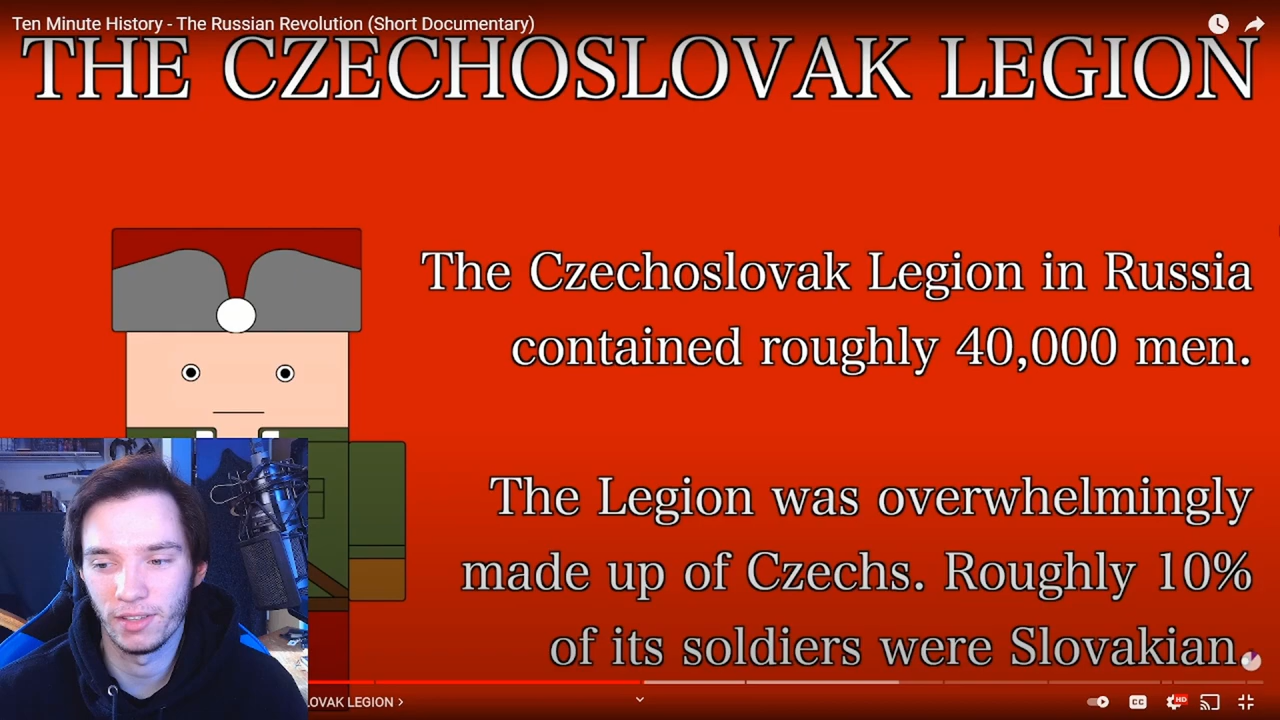 Ten Minute History - The Russian Revolution (Short Documentary)
THE CZECHOSLOVAK LEGION
The Czechoslovak Legion in Russia
contained roughly 40,000 men.
The Legion was overwhelmingly
made up of Czechs. Roughly 10%
of its soldiers were Slovakian.
OVAK LEGION >
CC
HD